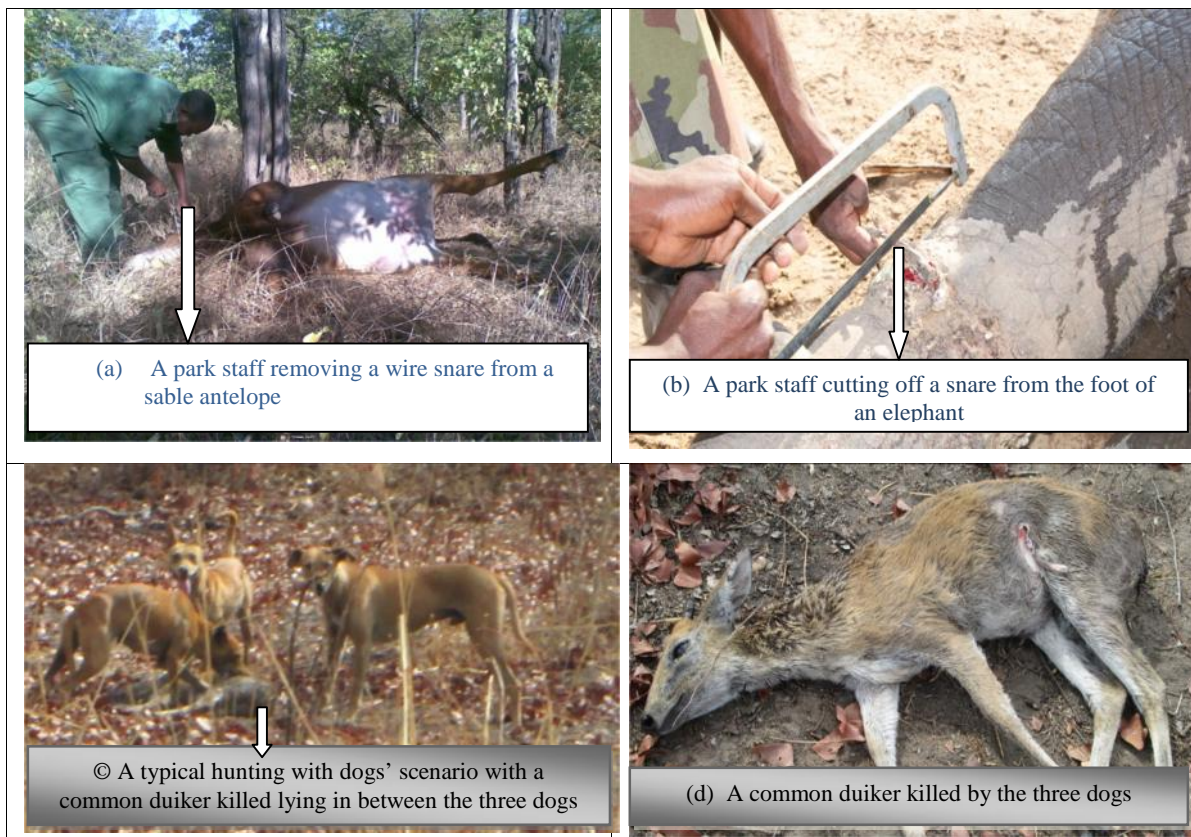 (a) A park staff removing a wire snare from a
sable antelope
(b) A park staff cutting off a snare from the foot of
an elephant
© A typical hunting with dogs’ scenario with a
common duiker killed lying in between the three dogs
(d) A common duiker killed by the three dogs